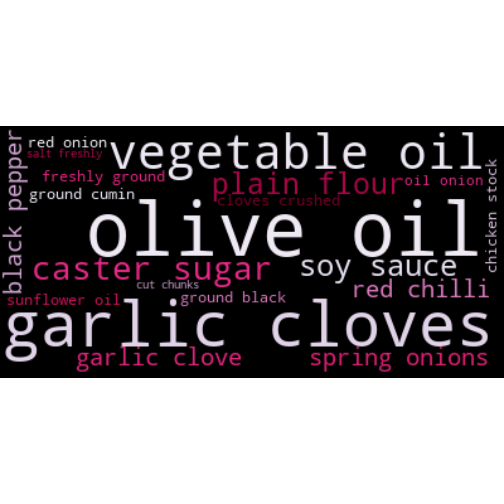 red onion
vegetable oil
salt freshly
freshly ground
plain flour
oil onion
ground cumin
cloves crushed
black pepper
chicken stock
olive oil
caster sugar
soy sauce
cut chunks
red chilli
sunflower oil
ground black
garlic cloves
garlic clove
spring onions